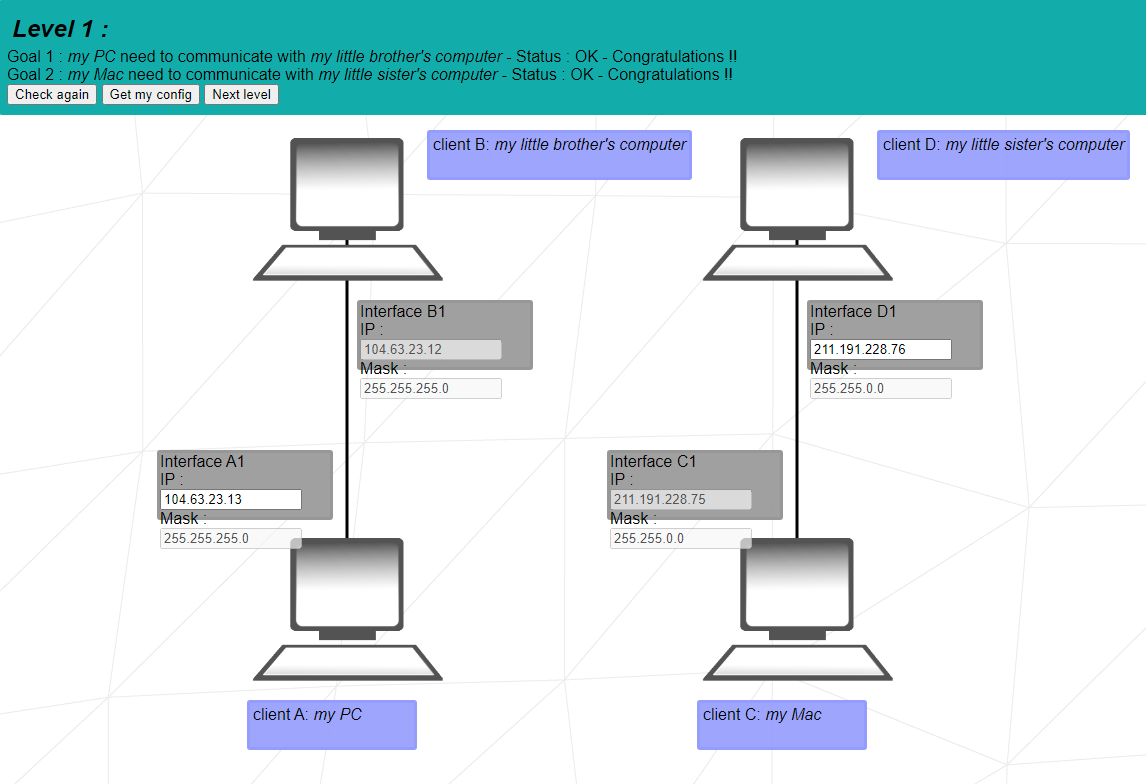 Level 1 :
Goal 1 : my PC need to communicate with my little brother's computer - Status : OK - Congratulations !!
Goal 2 : my Mac need to communicate with my little sister's computer - Status : OK - Congratulations !!
Check again Get my config Next level
client B: my little brother's computer
client D: my little sister's computer
Interface B1
IP :
104.63.23.12
Mask :
255.255.255.0
Interface D1
IP :
211.191.228.76
Mask :
255.255.0.0
Interface A1
IP :
104.63.23.13
Mask :
255.255.255.0
Interface C1
IP :
211.191.228.75
Mask :
255.255.0.0
client A: my PC
client C: my Mac